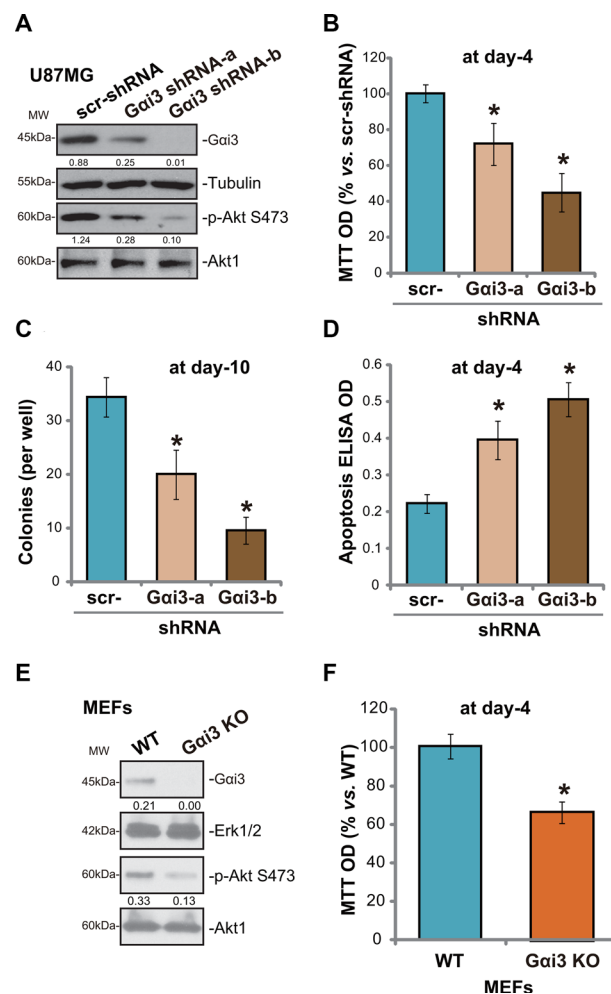 A
U87MG
scr-shRNA
Gαi3 shRNA-a
Gαi3 shRNA-b
MW
45kDa- -Gαi3
0.88 0.25 0.01
55kDa- -Tubulin
60kDa- -p-Akt S473
1.24 0.28 0.10
60kDa- -Akt1
B
at day-4
MTT OD (% vs. scr-shRNA)
120
100
80
60
40
20
0
* *
scr- Gαi3-a Gαi3-b
shRNA
C
at day-10
Colonies (per well)
40
30
20
10
0
* *
scr- Gαi3-a Gαi3-b
shRNA
D
at day-4
Apoptosis ELISA OD
0.6
0.5
0.4
0.3
0.2
0.1
0
* *
scr- Gαi3-a Gαi3-b
shRNA
E
MEFs
WT
Gαi3 KO
MW
45kDa- -Gαi3
0.21 0.00
42kDa- -Erk1/2
60kDa- -p-Akt S473
0.33 0.13
60kDa- -Akt1
F
at day-4
MTT OD (% vs. WT)
120
100
80
60
40
20
0
*
WT Gαi3 KO
MEFs